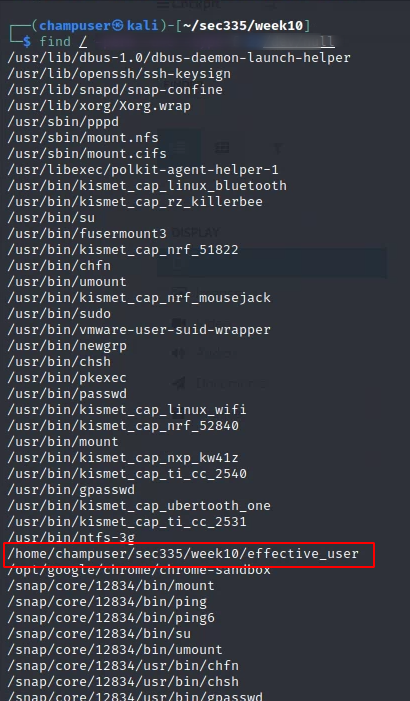 ┌──(champuser㉿kali)-[~/sec335/week10]
└─$ find /
/usr/lib/dbus-1.0/dbus-daemon-launch-helper
/usr/lib/openssh/ssh-keysign
/usr/lib/snapd/snap-confine
/usr/lib/xorg/Xorg.wrap
/usr/sbin/pppd
/usr/sbin/mount.nfs
/usr/sbin/mount.cifs
/usr/libexec/polkit-agent-helper-1
/usr/bin/kismet_cap_linux_bluetooth
/usr/bin/kismet_cap_rz_killerbee
/usr/bin/su
/usr/bin/fusermount3
/usr/bin/kismet_cap_nrf_51822
/usr/bin/chfn
/usr/bin/umount
/usr/bin/kismet_cap_nrf_mousejack
/usr/bin/sudo
/usr/bin/vmware-user-suid-wrapper
/usr/bin/newgrp
/usr/bin/chsh
/usr/bin/pkexec
/usr/bin/passwd
/usr/bin/kismet_cap_linux_wifi
/usr/bin/kismet_cap_nrf_52840
/usr/bin/mount
/usr/bin/kismet_cap_nxp_kw41z
/usr/bin/kismet_cap_ti_cc_2540
/usr/bin/gpasswd
/usr/bin/kismet_cap_ubertooth_one
/usr/bin/kismet_cap_ti_cc_2531
/usr/bin/ntfs-3g
/home/champuser/sec335/week10/effective_user
/opt/google/chrome/chrome-sandbox
/snap/core/12834/bin/mount
/snap/core/12834/bin/ping
/snap/core/12834/bin/ping6
/snap/core/12834/bin/su
/snap/core/12834/bin/umount
/snap/core/12834/usr/bin/chfn
/snap/core/12834/usr/bin/chsh
/snap/core/12834/usr/bin/gpasswd